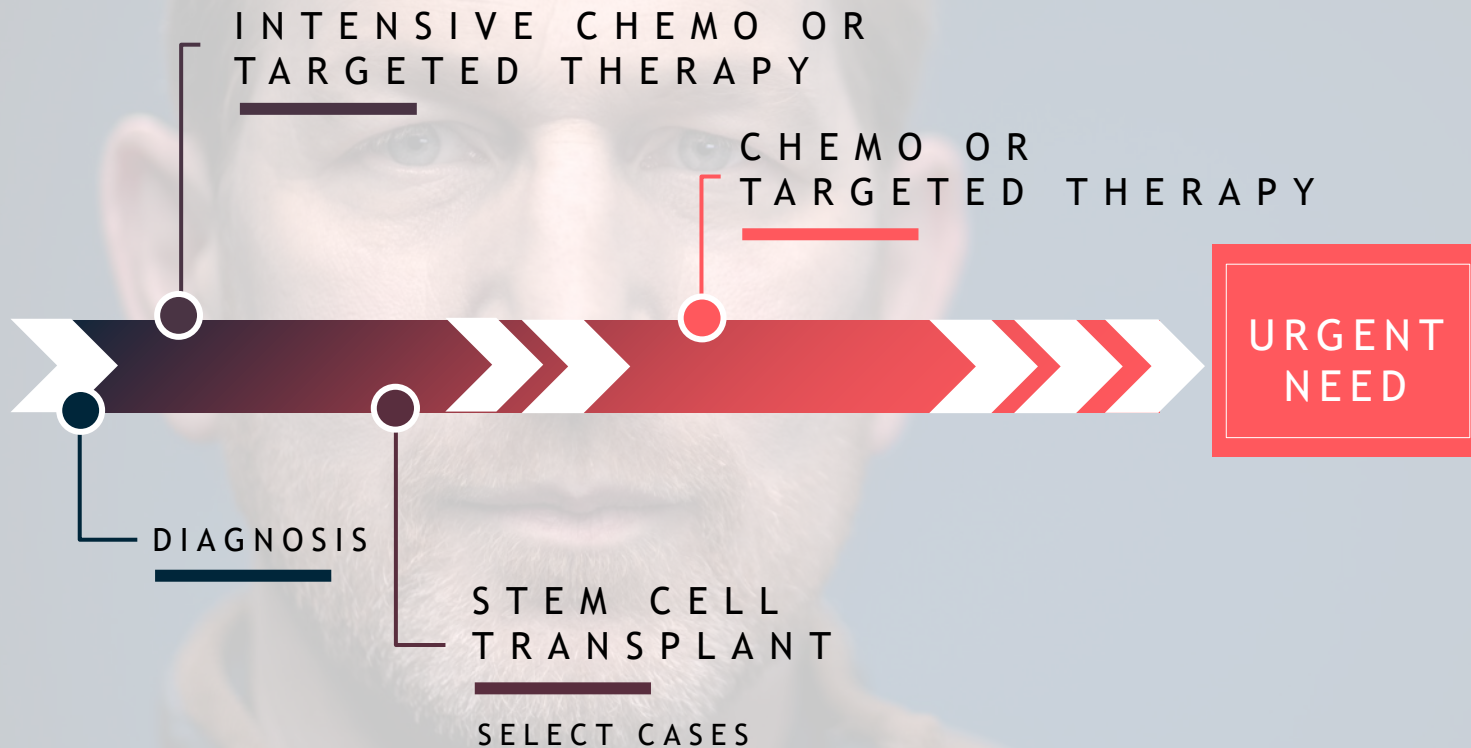 INTENSIVE CHEMO OR
TARGETED THERAPY
CHEMO OR
TARGETED THERAPY
URGENT
NEED
DIAGNOSIS
STEM CELL
TRANSPLANT
SELECT CASES